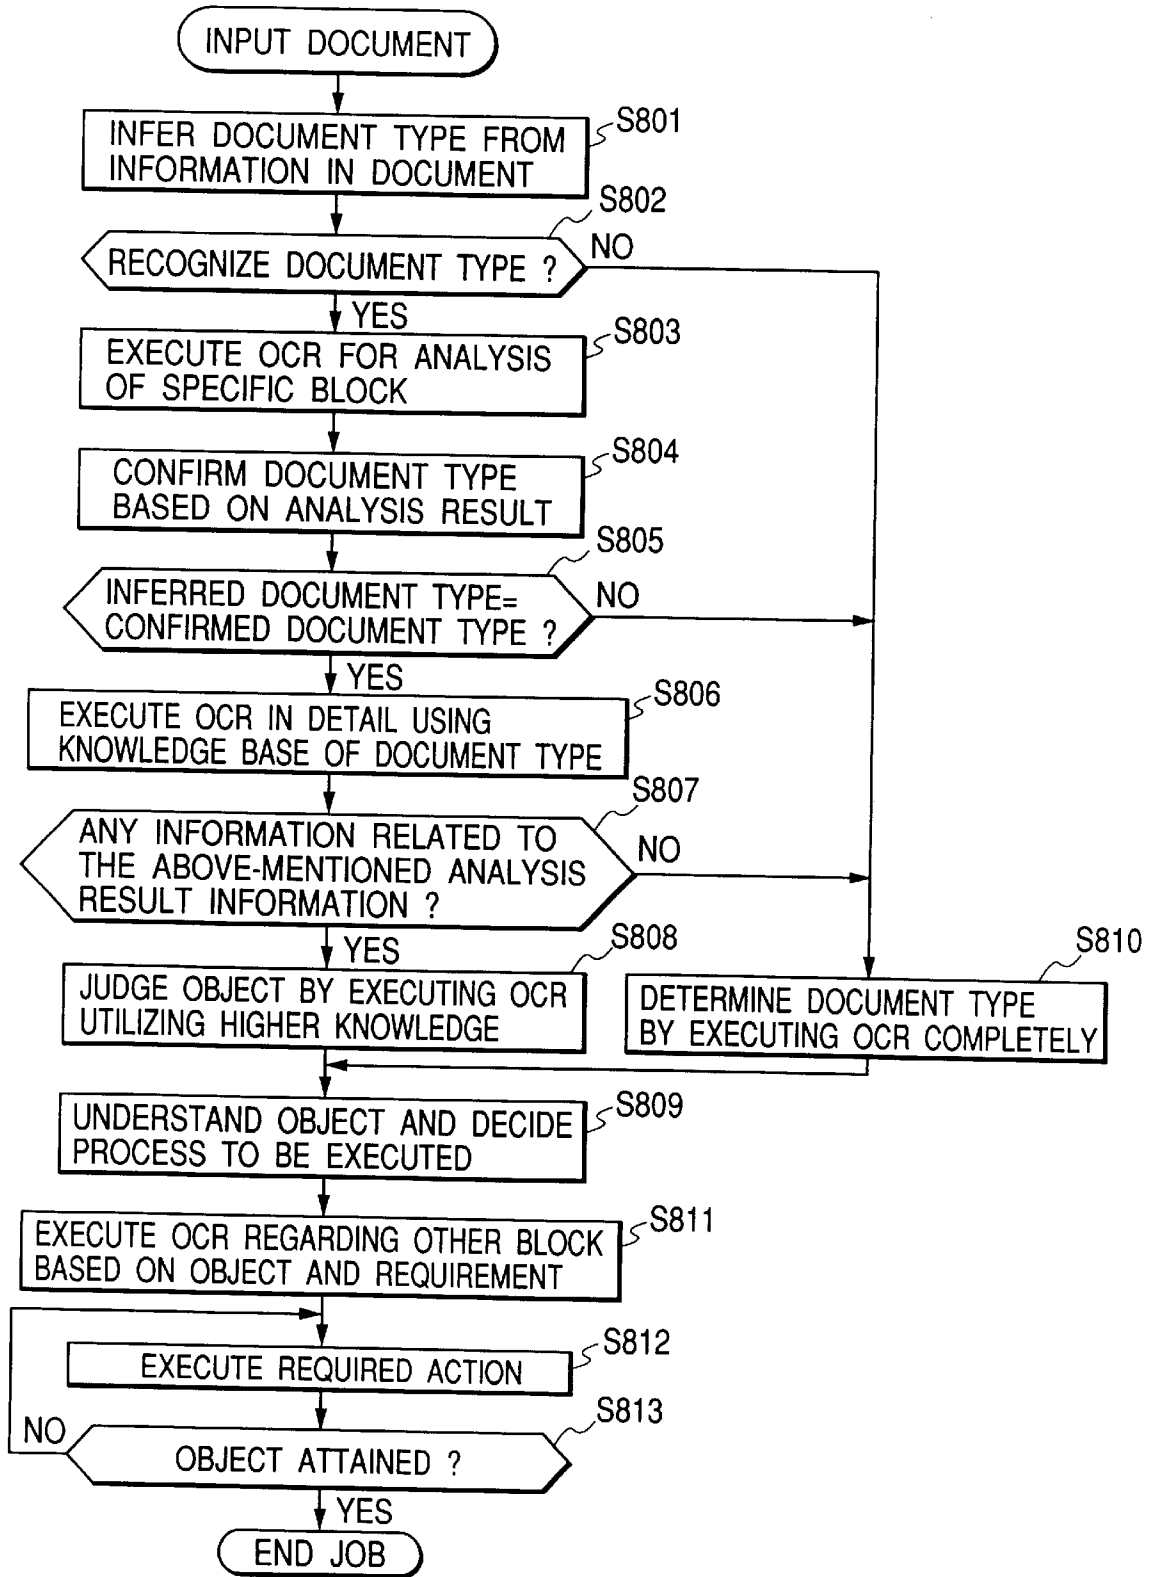 INPUT DOCUMENT
S801
INFER DOCUMENT TYPE FROM
INFORMATION IN DOCUMENT
S802
RECOGNIZE DOCUMENT TYPE ?
NO
YES
S803
EXECUTE OCR FOR ANALYSIS
OF SPECIFIC BLOCK
S804
CONFIRM DOCUMENT TYPE
BASED ON ANALYSIS RESULT
S805
INFERRED DOCUMENT TYPE=
CONFIRMED DOCUMENT TYPE ?
NO
YES
S806
EXECUTE OCR IN DETAIL USING
KNOWLEDGE BASE OF DOCUMENT TYPE
S807
ANY INFORMATION RELATED TO
THE ABOVE-MENTIONED ANALYSIS
RESULT INFORMATION ?
NO
YES
S808
JUDGE OBJECT BY EXECUTING OCR
UTILIZING HIGHER KNOWLEDGE
S810
DETERMINE DOCUMENT TYPE
BY EXECUTING OCR COMPLETELY
S809
UNDERSTAND OBJECT AND DECIDE
PROCESS TO BE EXECUTED
S811
EXECUTE OCR REGARDING OTHER BLOCK
BASED ON OBJECT AND REQUIREMENT
S812
EXECUTE REQUIRED ACTION
S813
NO
OBJECT ATTAINED ?
YES
END JOB